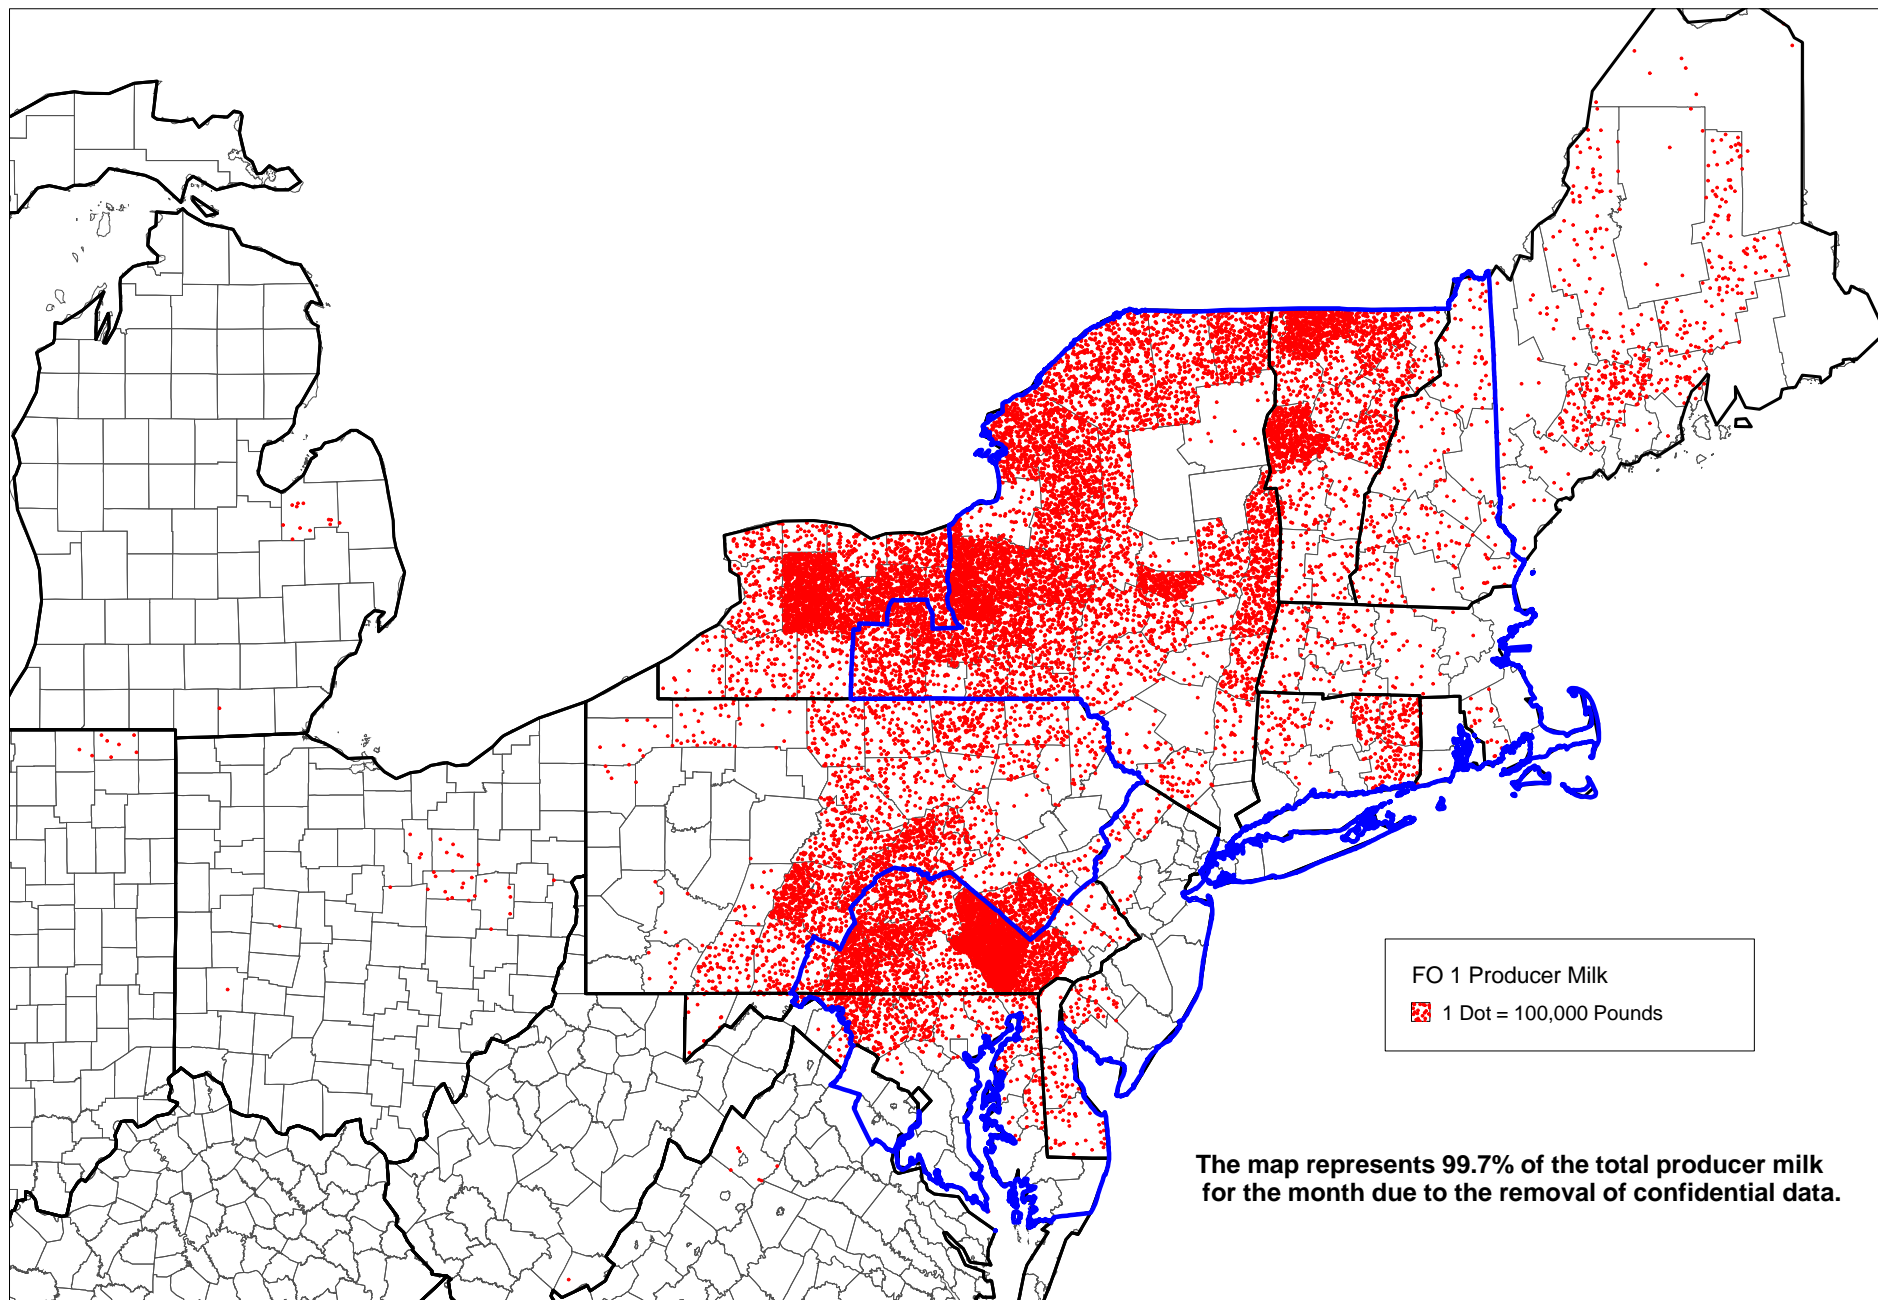 FO 1 Producer Milk
1 Dot = 100,000 Pounds
The map represents 99.7% of the total producer milk
for the month due to the removal of confidential data.